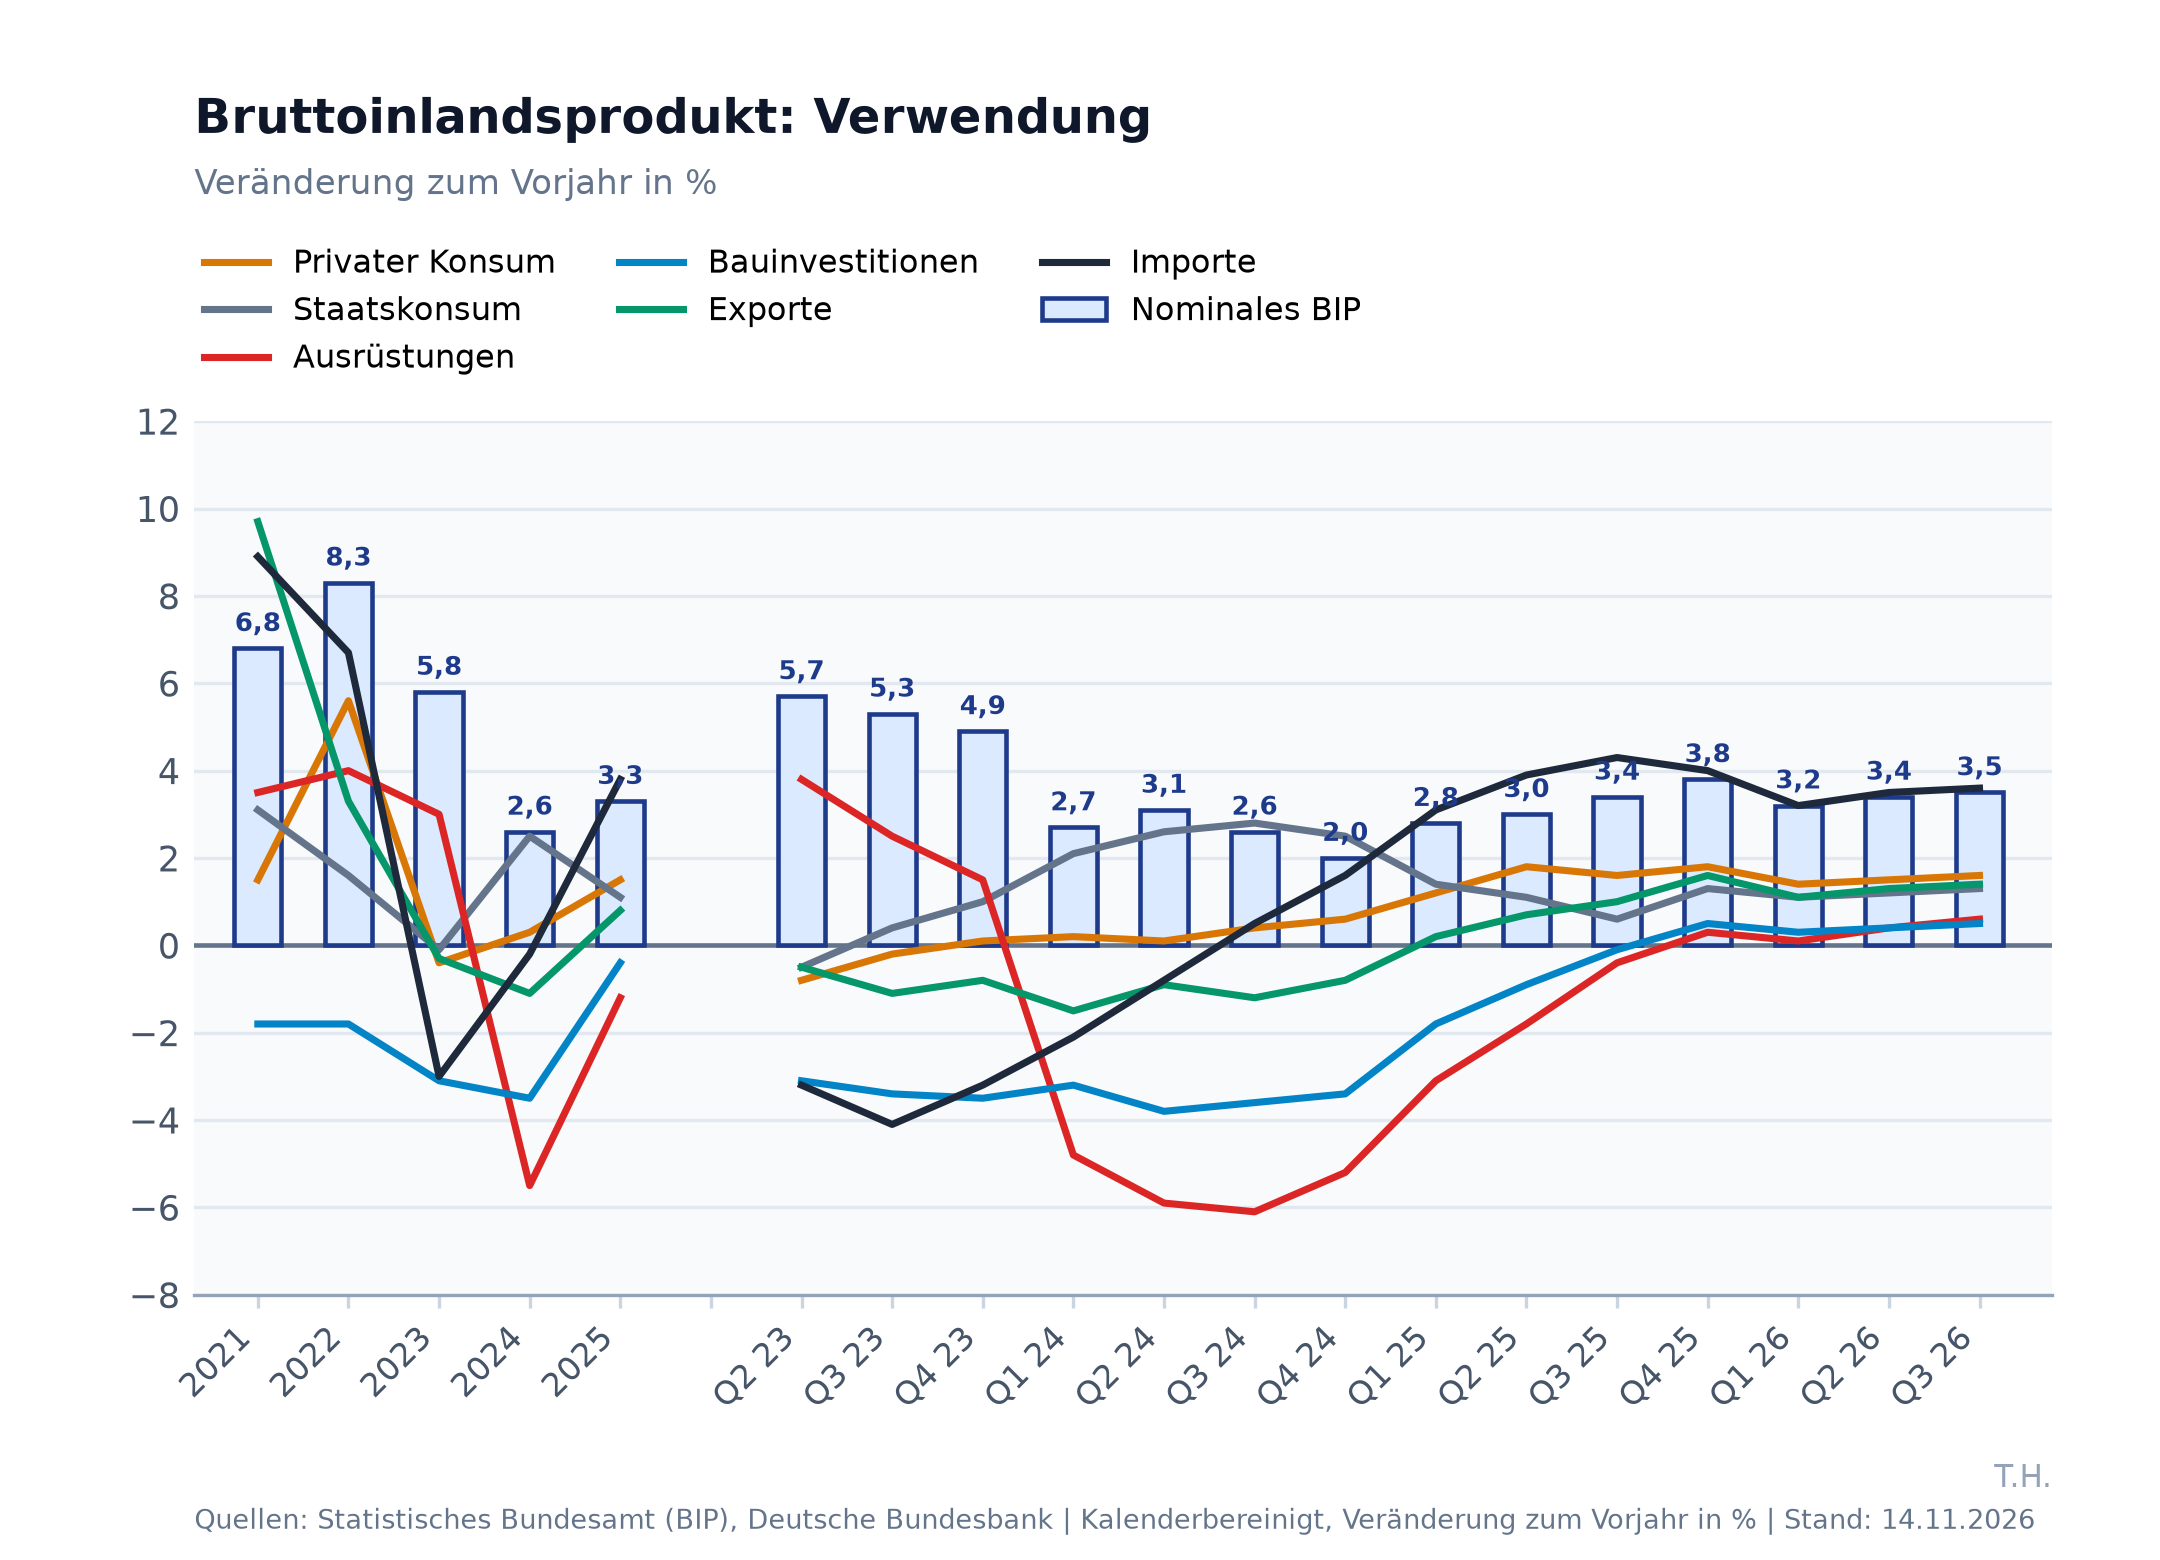 Bruttoinlandsprodukt: Verwendung
Veränderung zum Vorjahr in %
Privater Konsum
Staatskonsum
Ausrüstungen
Bauinvestitionen
Exporte
Importe
Nominales BIP
12
10
8
6
4
2
0
−2
−4
−6
−8
6,8
8,3
5,8
2,6
3,3
5,7
5,3
4,9
2,7
3,1
2,6
2,0
2,8
3,0
3,4
3,8
3,2
3,4
3,5
2021
2022
2023
2024
2025
Q2 23
Q3 23
Q4 23
Q1 24
Q2 24
Q3 24
Q4 24
Q1 25
Q2 25
Q3 25
Q4 25
Q1 26
Q2 26
Q3 26
T.H.
Quellen: Statistisches Bundesamt (BIP), Deutsche Bundesbank | Kalenderbereinigt, Veränderung zum Vorjahr in % | Stand: 14.11.2026